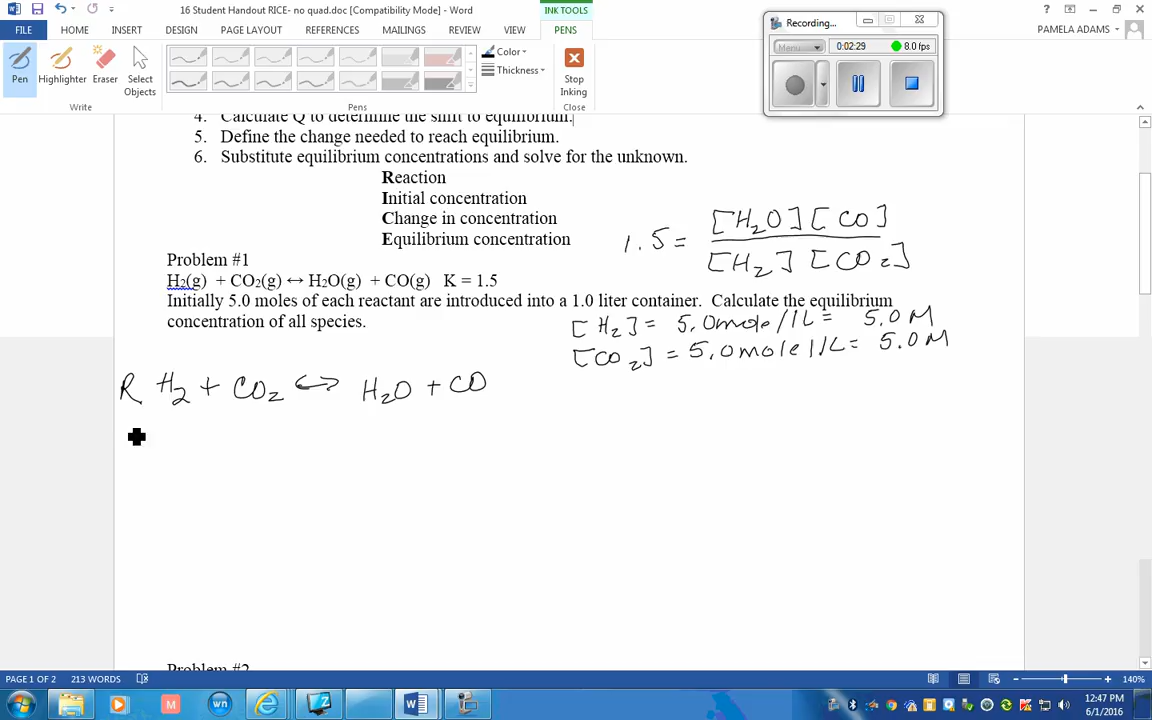 16 Student Handout RICE- no quad.doc [Compatibility Mode] - Word
INK TOOLS
FILE HOME INSERT DESIGN PAGE LAYOUT REFERENCES MAILINGS REVIEW VIEW PENS
PAMELA ADAMS
Recording...
Menu 0:02:29 8.0 fps
Pen Highlighter Eraser Select Objects
Color
Thickness
Stop Inking
Write Pens Close
4. Calculate Q to determine the shift to equilibrium.
5. Define the change needed to reach equilibrium.
6. Substitute equilibrium concentrations and solve for the unknown.
Reaction
Initial concentration
Change in concentration
Equilibrium concentration
1.5 = [H2O][CO]
[H2] [CO2]
Problem #1
H2(g) + CO2(g) ↔ H2O(g) + CO(g) K = 1.5
Initially 5.0 moles of each reactant are introduced into a 1.0 liter container. Calculate the equilibrium
concentration of all species.
[H2] = 5.0mole/1L = 5.0 M
[CO2] = 5.0mole/1L = 5.0 M
R H2 + CO2 ↔ H2O + CO
Problem #2
PAGE 1 OF 2 213 WORDS 140%
12:47 PM
6/1/2016